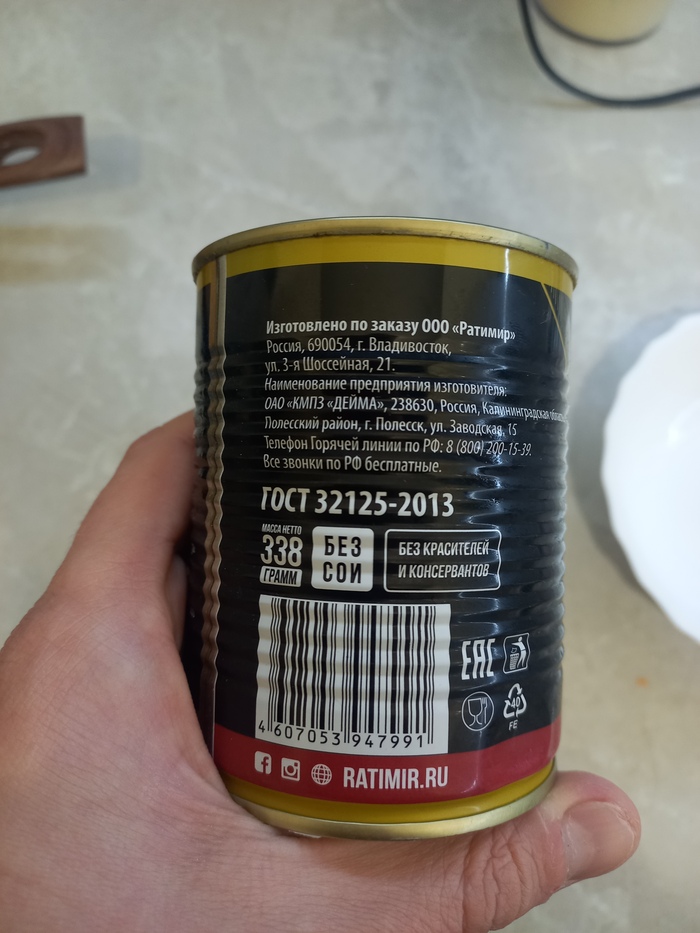 Изготовлено по заказу ООО «Ратимир»
Россия, 690054, г. Владивосток,
ул. 3-я Шоссейная, 21.
Наименование предприятия изготовителя:
ОАО «КМПЗ «ДЕЙМА», 238630, Россия, Калининградская область
Полесский район, г. Полесск, ул. Заводская, 15
Телефон Горячей линии по РФ: 8 (800) 200-15-39.
Все звонки по РФ бесплатные.
ГОСТ 32125-2013
МАССА НЕТТО
338
ГРАММ
БЕЗ
СОИ
БЕЗ КРАСИТЕЛЕЙ
И КОНСЕРВАНТОВ
EAC
40
FE
4 607053 947991
RATIMIR.RU